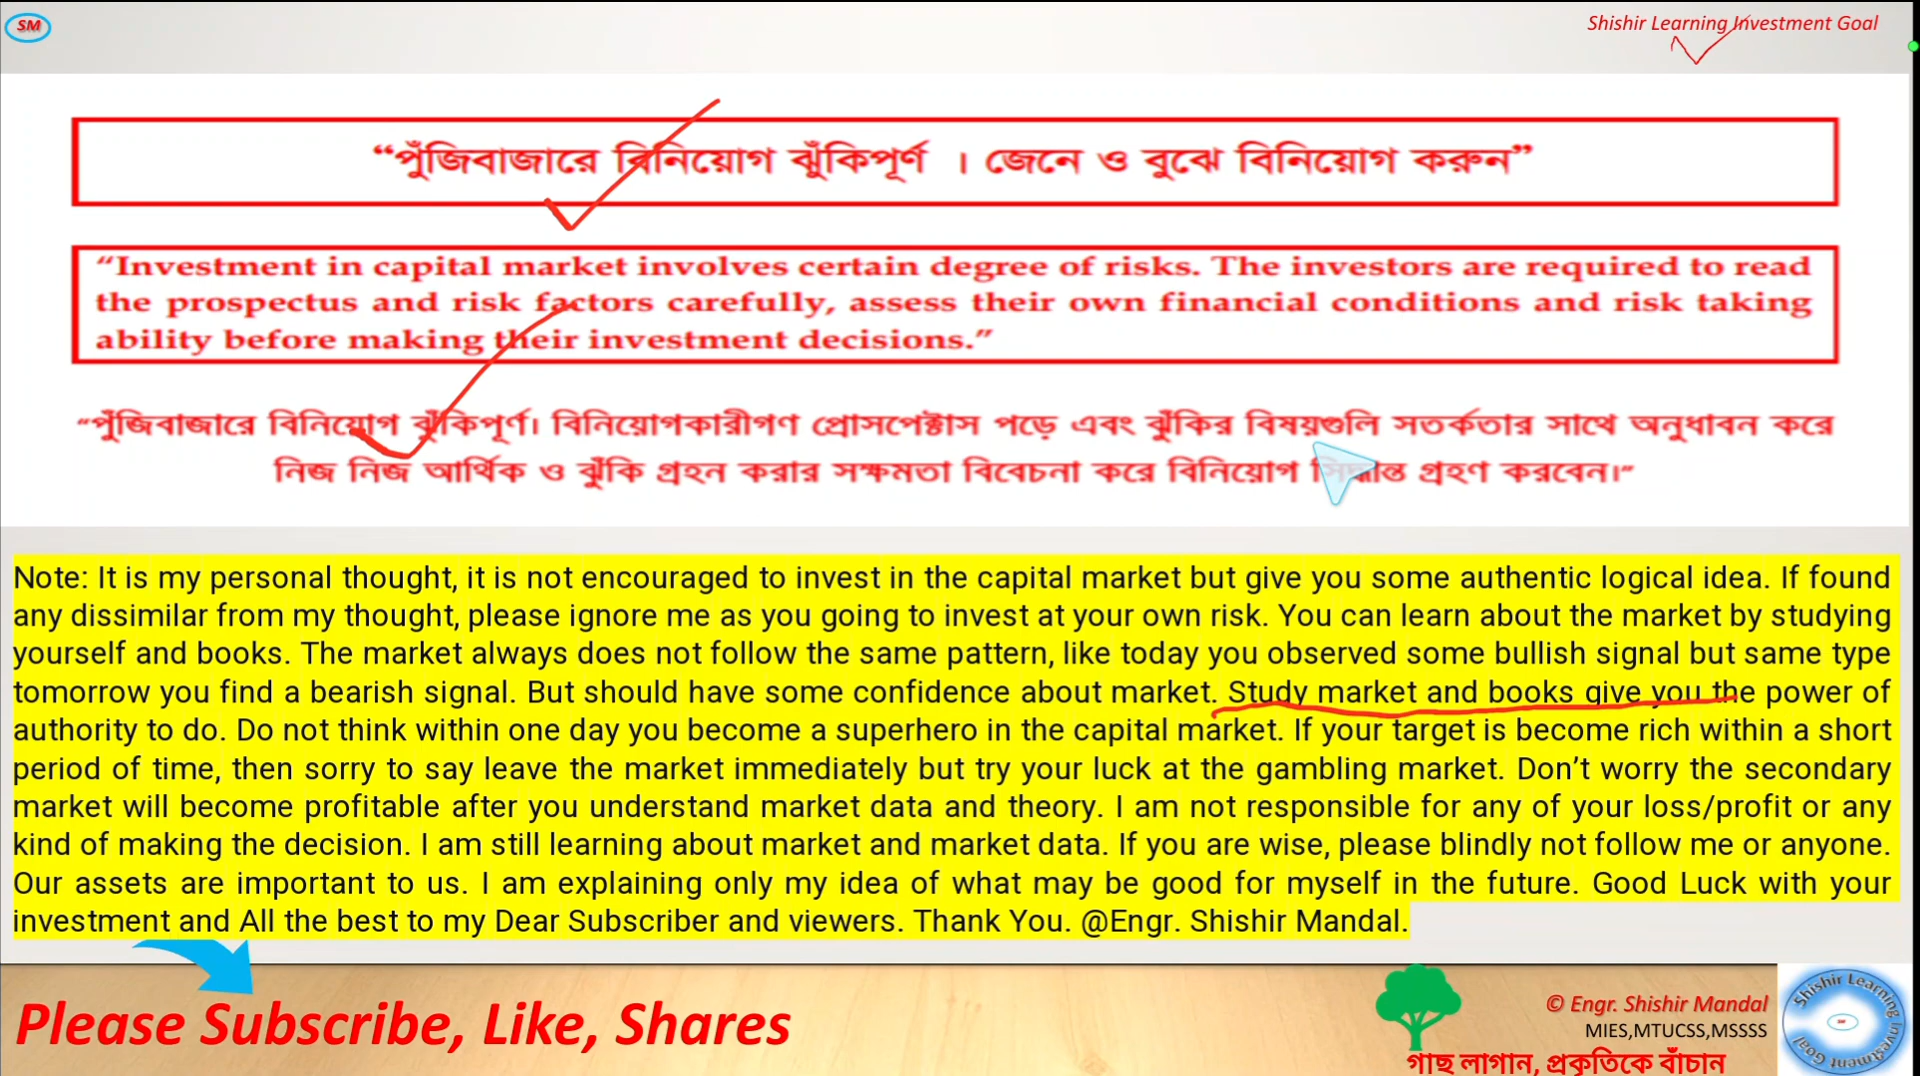 SM
Shishir Learning Investment Goal
“পুঁজিবাজারে বিনিয়োগ ঝুঁকিপূর্ণ । জেনে ও বুঝে বিনিয়োগ করুন”
“Investment in capital market involves certain degree of risks. The investors are required to read
the prospectus and risk factors carefully, assess their own financial conditions and risk taking
ability before making their investment decisions.”
“পুঁজিবাজারে বিনিয়োগ ঝুঁকিপূর্ণ। বিনিয়োগকারীগণ প্রোসপেক্টাস পড়ে এবং ঝুঁকির বিষয়গুলি সতর্কতার সাথে অনুধাবন করে
নিজ নিজ আর্থিক ও ঝুঁকি গ্রহন করার সক্ষমতা বিবেচনা করে বিনিয়োগ সিদ্ধান্ত গ্রহণ করবেন।”
Note: It is my personal thought, it is not encouraged to invest in the capital market but give you some authentic logical idea. If found
any dissimilar from my thought, please ignore me as you going to invest at your own risk. You can learn about the market by studying
yourself and books. The market always does not follow the same pattern, like today you observed some bullish signal but same type
tomorrow you find a bearish signal. But should have some confidence about market. Study market and books give you the power of
authority to do. Do not think within one day you become a superhero in the capital market. If your target is become rich within a short
period of time, then sorry to say leave the market immediately but try your luck at the gambling market. Don’t worry the secondary
market will become profitable after you understand market data and theory. I am not responsible for any of your loss/profit or any
kind of making the decision. I am still learning about market and market data. If you are wise, please blindly not follow me or anyone.
Our assets are important to us. I am explaining only my idea of what may be good for myself in the future. Good Luck with your
investment and All the best to my Dear Subscriber and viewers. Thank You. @Engr. Shishir Mandal.
Please Subscribe, Like, Shares
© Engr. Shishir Mandal
MIES,MTUCSS,MSSSS
গাছ লাগান, প্রকৃতিকে বাঁচান
Shishir Learning Investment Goal